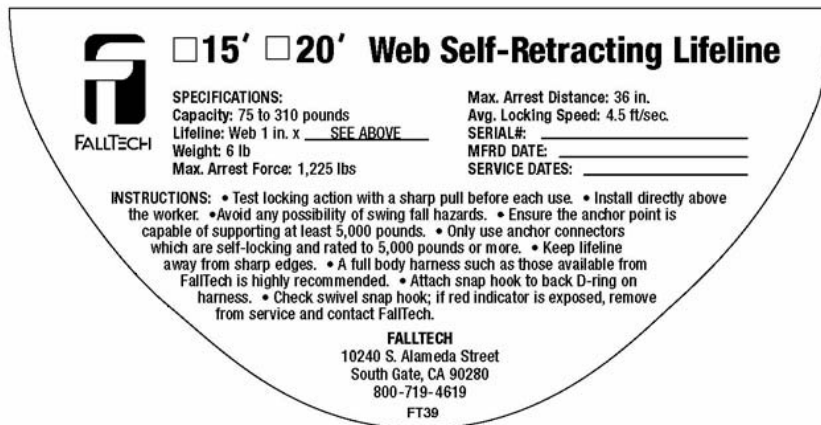 □ 15′ □ 20′ Web Self-Retracting Lifeline
FALLTECH
SPECIFICATIONS:
Capacity: 75 to 310 pounds
Lifeline: Web 1 in. x SEE ABOVE
Weight: 6 lb
Max. Arrest Force: 1,225 lbs
Max. Arrest Distance: 36 in.
Avg. Locking Speed: 4.5 ft/sec.
SERIAL#:
MFRD DATE:
SERVICE DATES:
INSTRUCTIONS: • Test locking action with a sharp pull before each use. • Install directly above
the worker. •Avoid any possibility of swing fall hazards. • Ensure the anchor point is
capable of supporting at least 5,000 pounds. • Only use anchor connectors
which are self-locking and rated to 5,000 pounds or more. • Keep lifeline
away from sharp edges. • A full body harness such as those available from
FallTech is highly recommended. • Attach snap hook to back D-ring on
harness. • Check swivel snap hook; if red indicator is exposed, remove
from service and contact FallTech.
FALLTECH
10240 S. Alameda Street
South Gate, CA 90280
800-719-4619
FT39